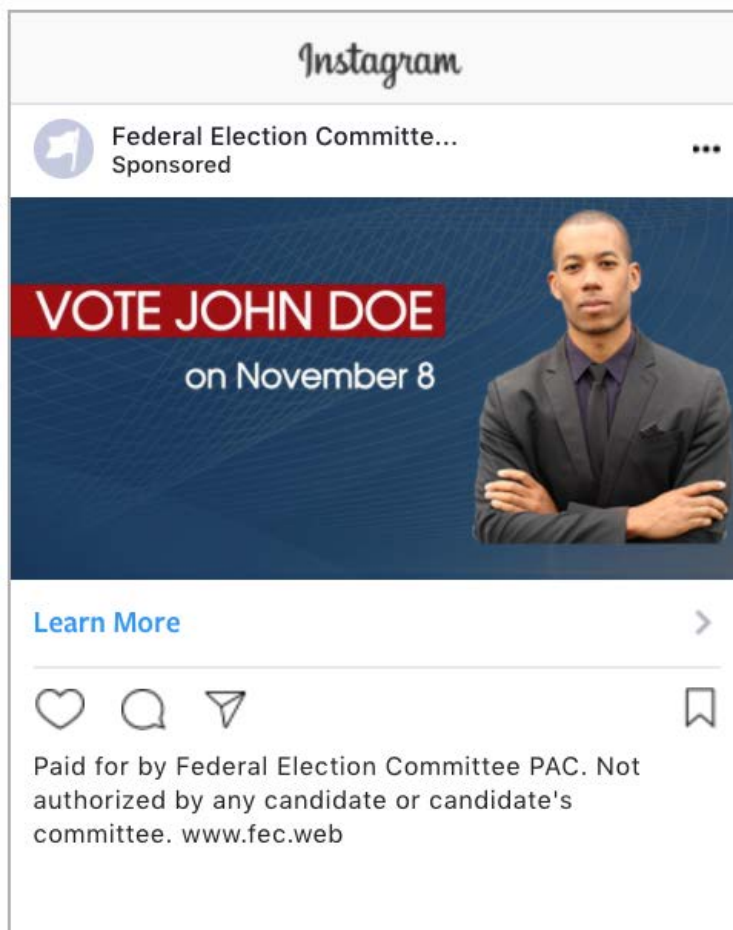 Instagram
Federal Election Committe...
Sponsored
VOTE JOHN DOE
on November 8
Learn More
Paid for by Federal Election Committee PAC. Not
authorized by any candidate or candidate's
committee. www.fec.web